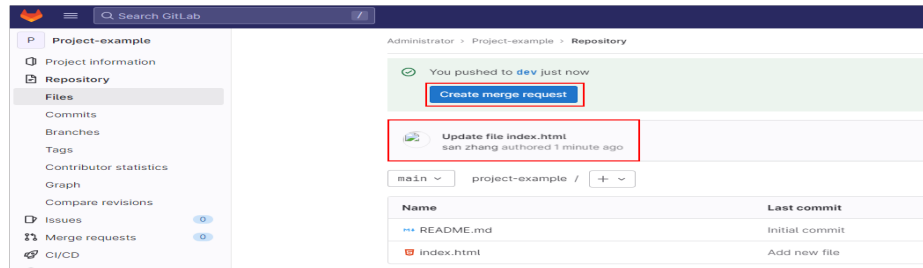 Search GitLab /
P Project-example
Project information
Repository
Files
Commits
Branches
Tags
Contributor statistics
Graph
Compare revisions
Issues 0
Merge requests 0
CI/CD
Administrator > Project-example > Repository
You pushed to dev just now
Create merge request
Update file index.html
san zhang authored 1 minute ago
main project-example / +
Name Last commit
README.md Initial commit
index.html Add new file